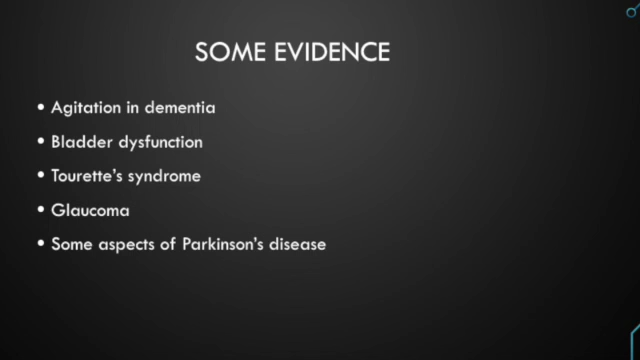 SOME EVIDENCE
• Agitation in dementia
• Bladder dysfunction
• Tourette's syndrome
• Glaucoma
• Some aspects of Parkinson's disease